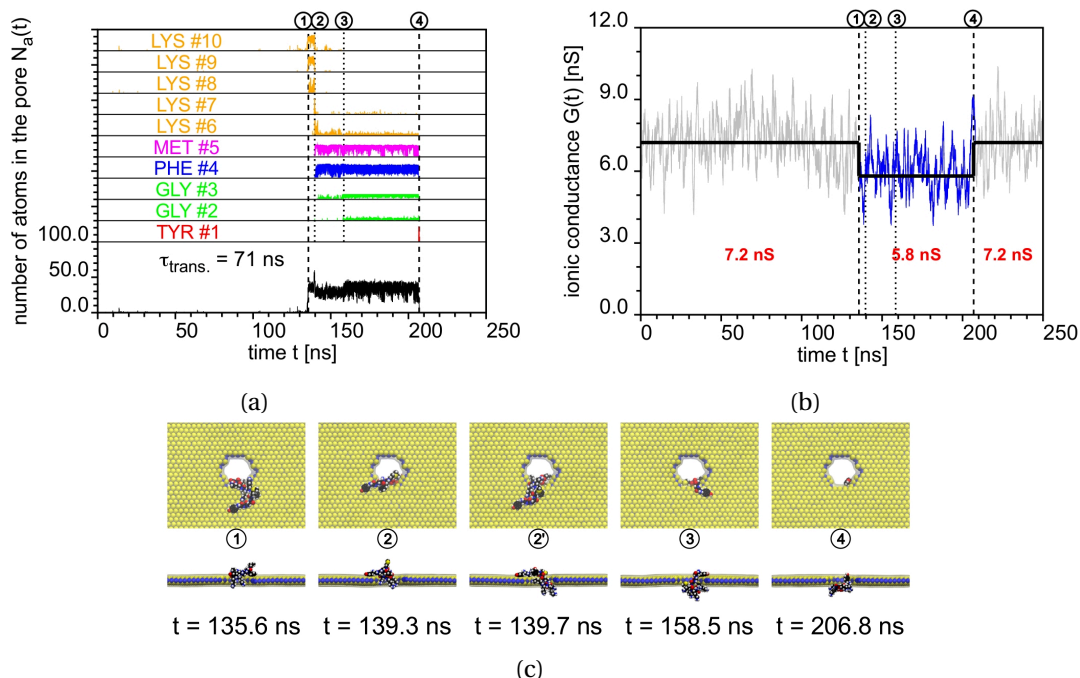 ① ② ③ ④
number of atoms in the pore Nₐ(t)
LYS #10
LYS #9
LYS #8
LYS #7
LYS #6
MET #5
PHE #4
GLY #3
GLY #2
TYR #1
100.0
50.0
0.0
τtrans. = 71 ns
0 50 100 150 200 250
time t [ns]
(a)
① ② ③ ④
ionic conductance G(t) [nS]
12.0
9.0
6.0
3.0
0.0
7.2 nS 5.8 nS 7.2 nS
0 50 100 150 200 250
time t [ns]
(b)
① ② ②' ③ ④
t = 135.6 ns t = 139.3 ns t = 139.7 ns t = 158.5 ns t = 206.8 ns
(c)